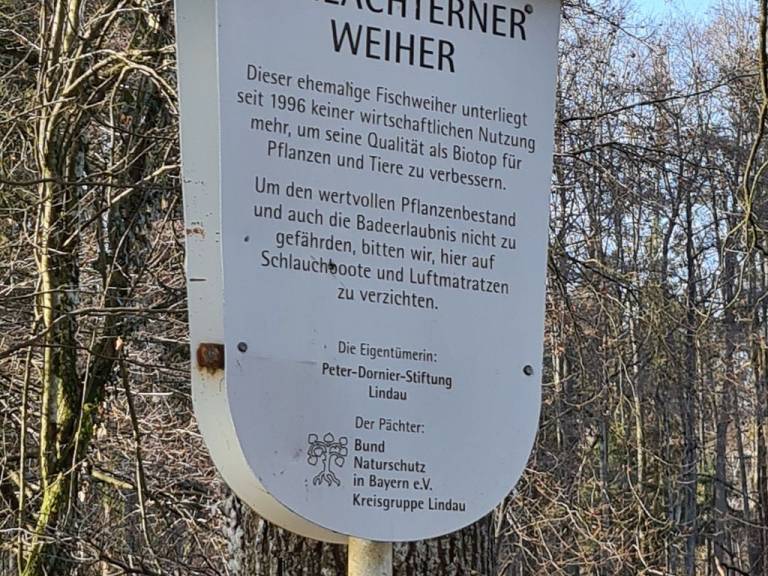 WEIHER
Dieser ehemalige Fischweiher unterliegt
seit 1996 keiner wirtschaftlichen Nutzung
mehr, um seine Qualität als Biotop für
Pflanzen und Tiere zu verbessern.
Um den wertvollen Pflanzenbestand
und auch die Badeerlaubnis nicht zu
gefährden, bitten wir, hier auf
Schlauchboote und Luftmatratzen
zu verzichten.
Die Eigentümerin:
Peter-Dornier-Stiftung
Lindau
Der Pächter:
Bund
Naturschutz
in Bayern e.V.
Kreisgruppe Lindau